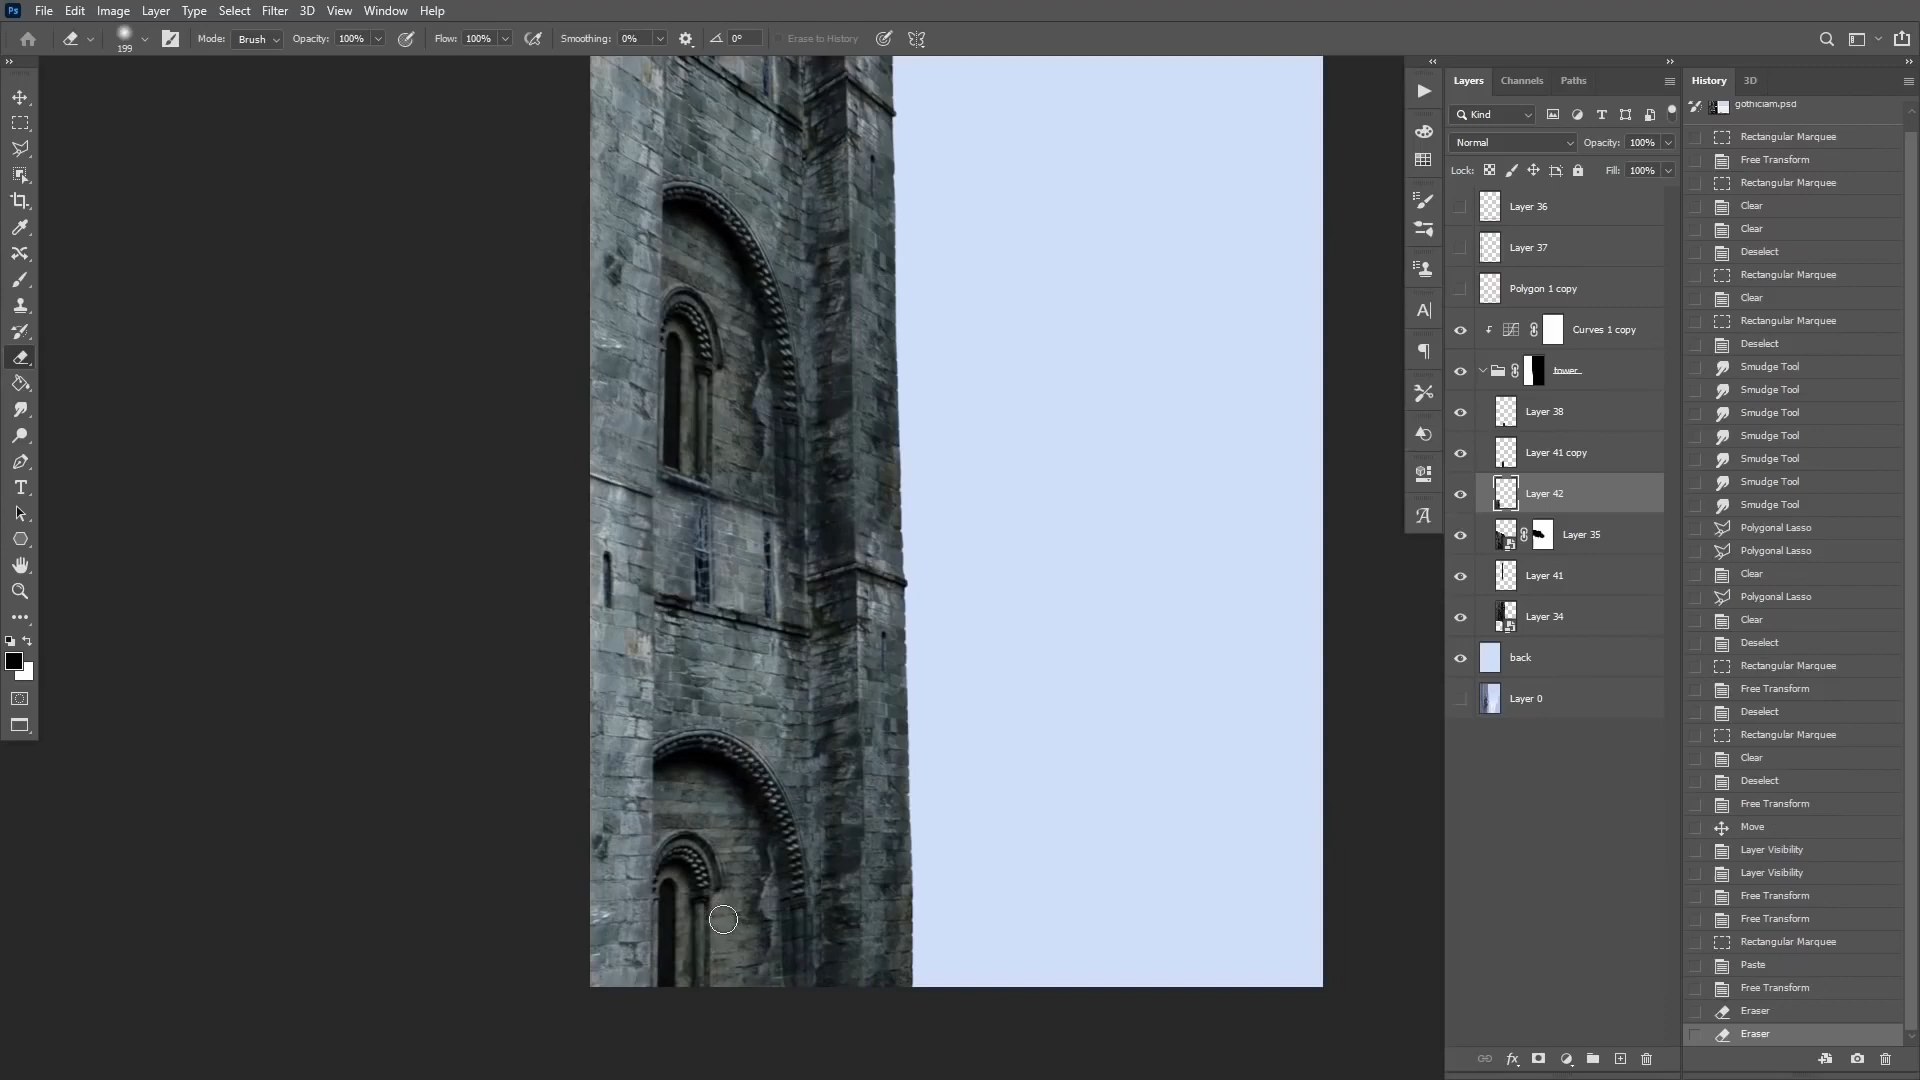 Ps File Edit Image Layer Type Select Filter 3D View Window Help
199 Mode: Brush Opacity: 100% Flow: 100% Smoothing: 0% 0° Erase to History
Layers Channels Paths
Kind
Normal Opacity: 100%
Lock: Fill: 100%
Layer 36
Layer 37
Polygon 1 copy
Curves 1 copy
tower
Layer 38
Layer 41 copy
Layer 42
Layer 35
Layer 41
Layer 34
back
Layer 0
fx
History 3D
gothiciam.psd
Rectangular Marquee
Free Transform
Rectangular Marquee
Clear
Clear
Deselect
Rectangular Marquee
Clear
Rectangular Marquee
Deselect
Smudge Tool
Smudge Tool
Smudge Tool
Smudge Tool
Smudge Tool
Smudge Tool
Smudge Tool
Polygonal Lasso
Polygonal Lasso
Clear
Polygonal Lasso
Clear
Deselect
Rectangular Marquee
Free Transform
Deselect
Rectangular Marquee
Clear
Deselect
Free Transform
Move
Layer Visibility
Layer Visibility
Free Transform
Free Transform
Rectangular Marquee
Paste
Free Transform
Eraser
Eraser